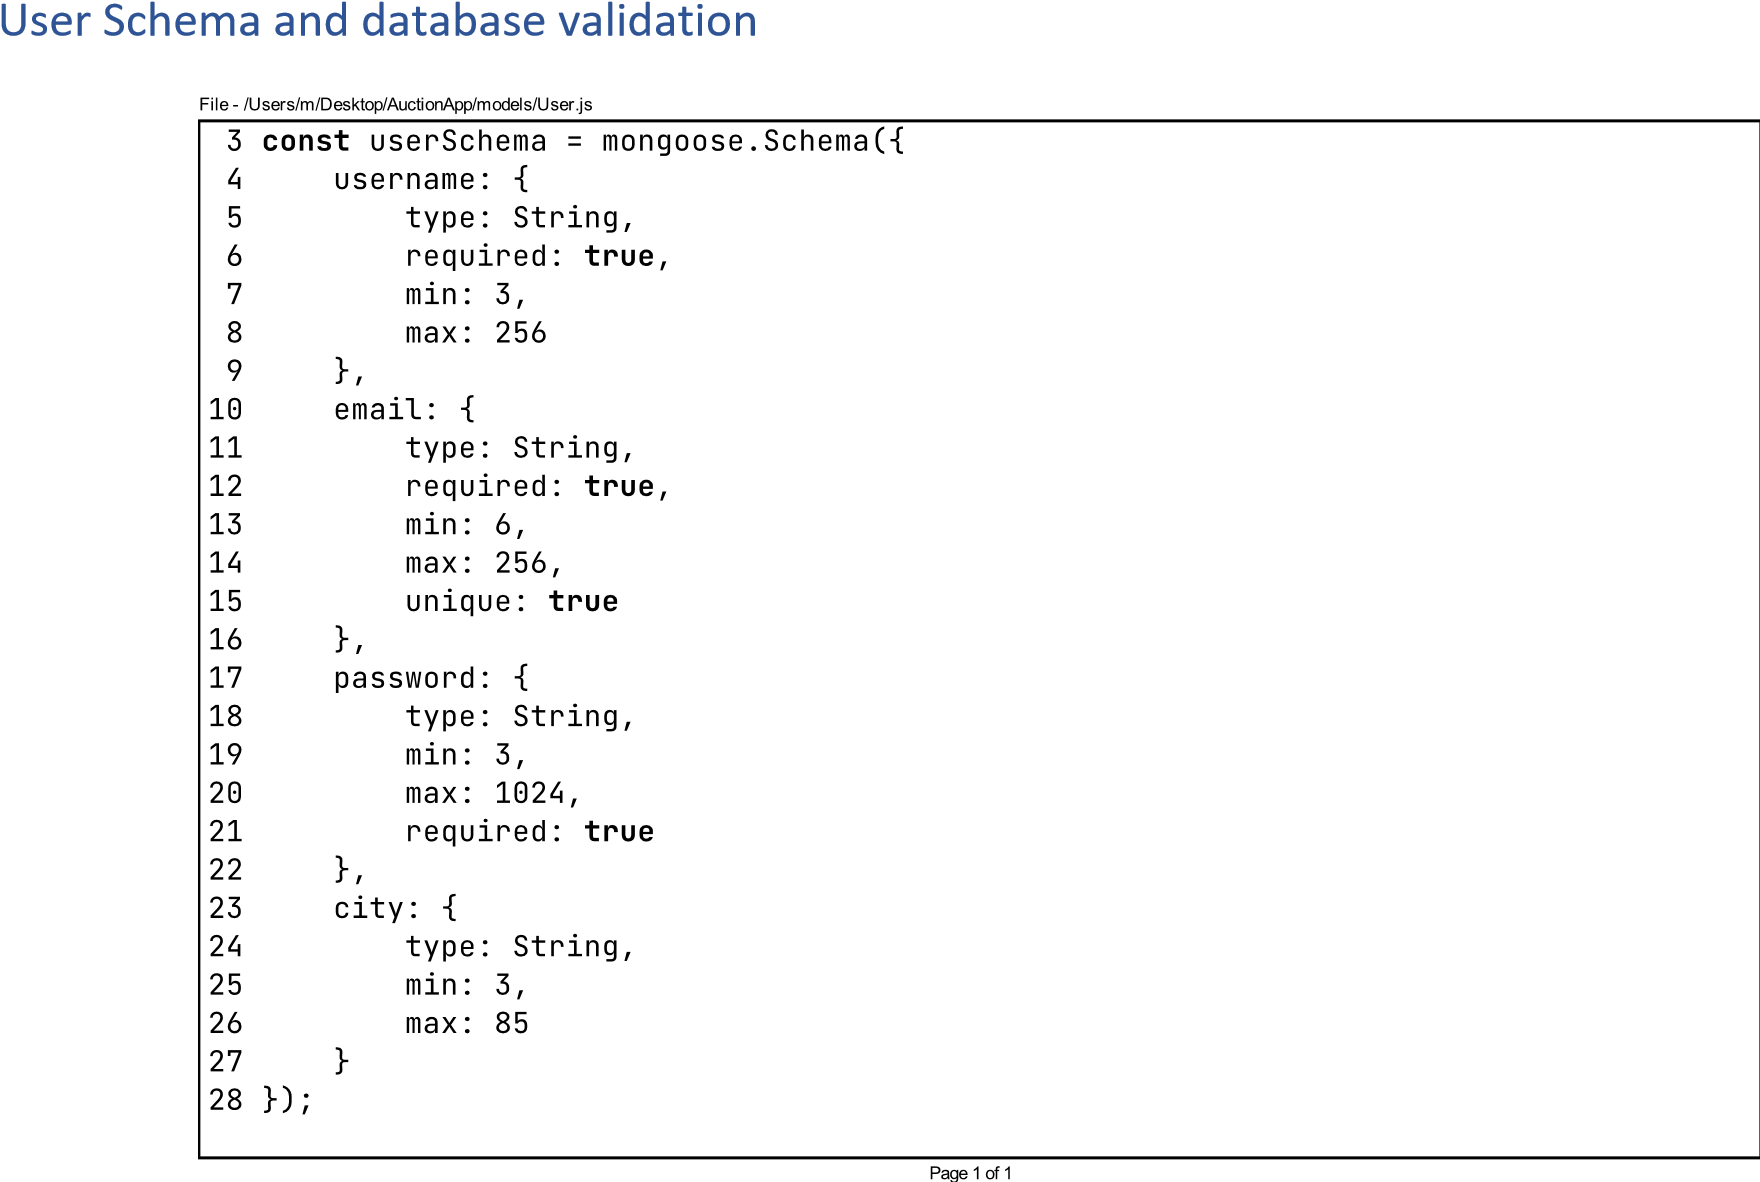 User Schema and database validation
File - /Users/m/Desktop/AuctionApp/models/User.js
3 const userSchema = mongoose.Schema({
4     username: {
5         type: String,
6         required: true,
7         min: 3,
8         max: 256
9     },
10     email: {
11         type: String,
12         required: true,
13         min: 6,
14         max: 256,
15         unique: true
16     },
17     password: {
18         type: String,
19         min: 3,
20         max: 1024,
21         required: true
22     },
23     city: {
24         type: String,
25         min: 3,
26         max: 85
27     }
28 });
Page 1 of 1